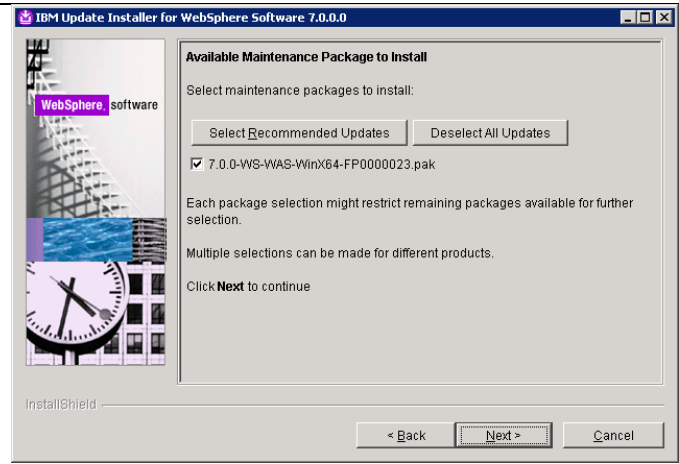 IBM Update Installer for WebSphere Software 7.0.0.0
WebSphere. software
Available Maintenance Package to Install
Select maintenance packages to install:
Select Recommended Updates
Deselect All Updates
7.0.0-WS-WAS-WinX64-FP0000023.pak
Each package selection might restrict remaining packages available for further
selection.
Multiple selections can be made for different products.
Click Next to continue
InstallShield
< Back
Next >
Cancel